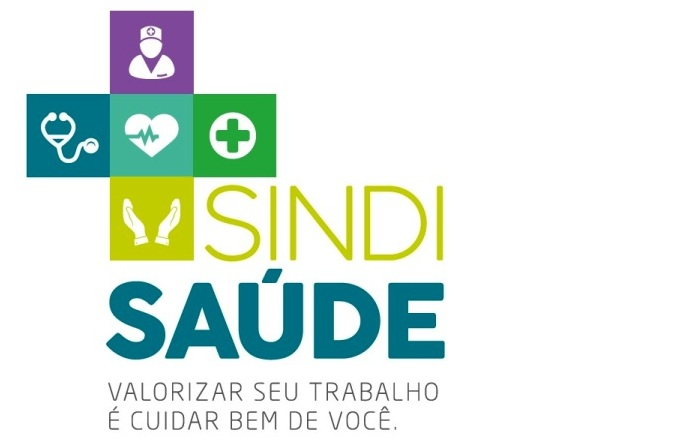 SINDI
SAÚDE
VALORIZAR SEU TRABALHO
É CUIDAR BEM DE VOCÊ.